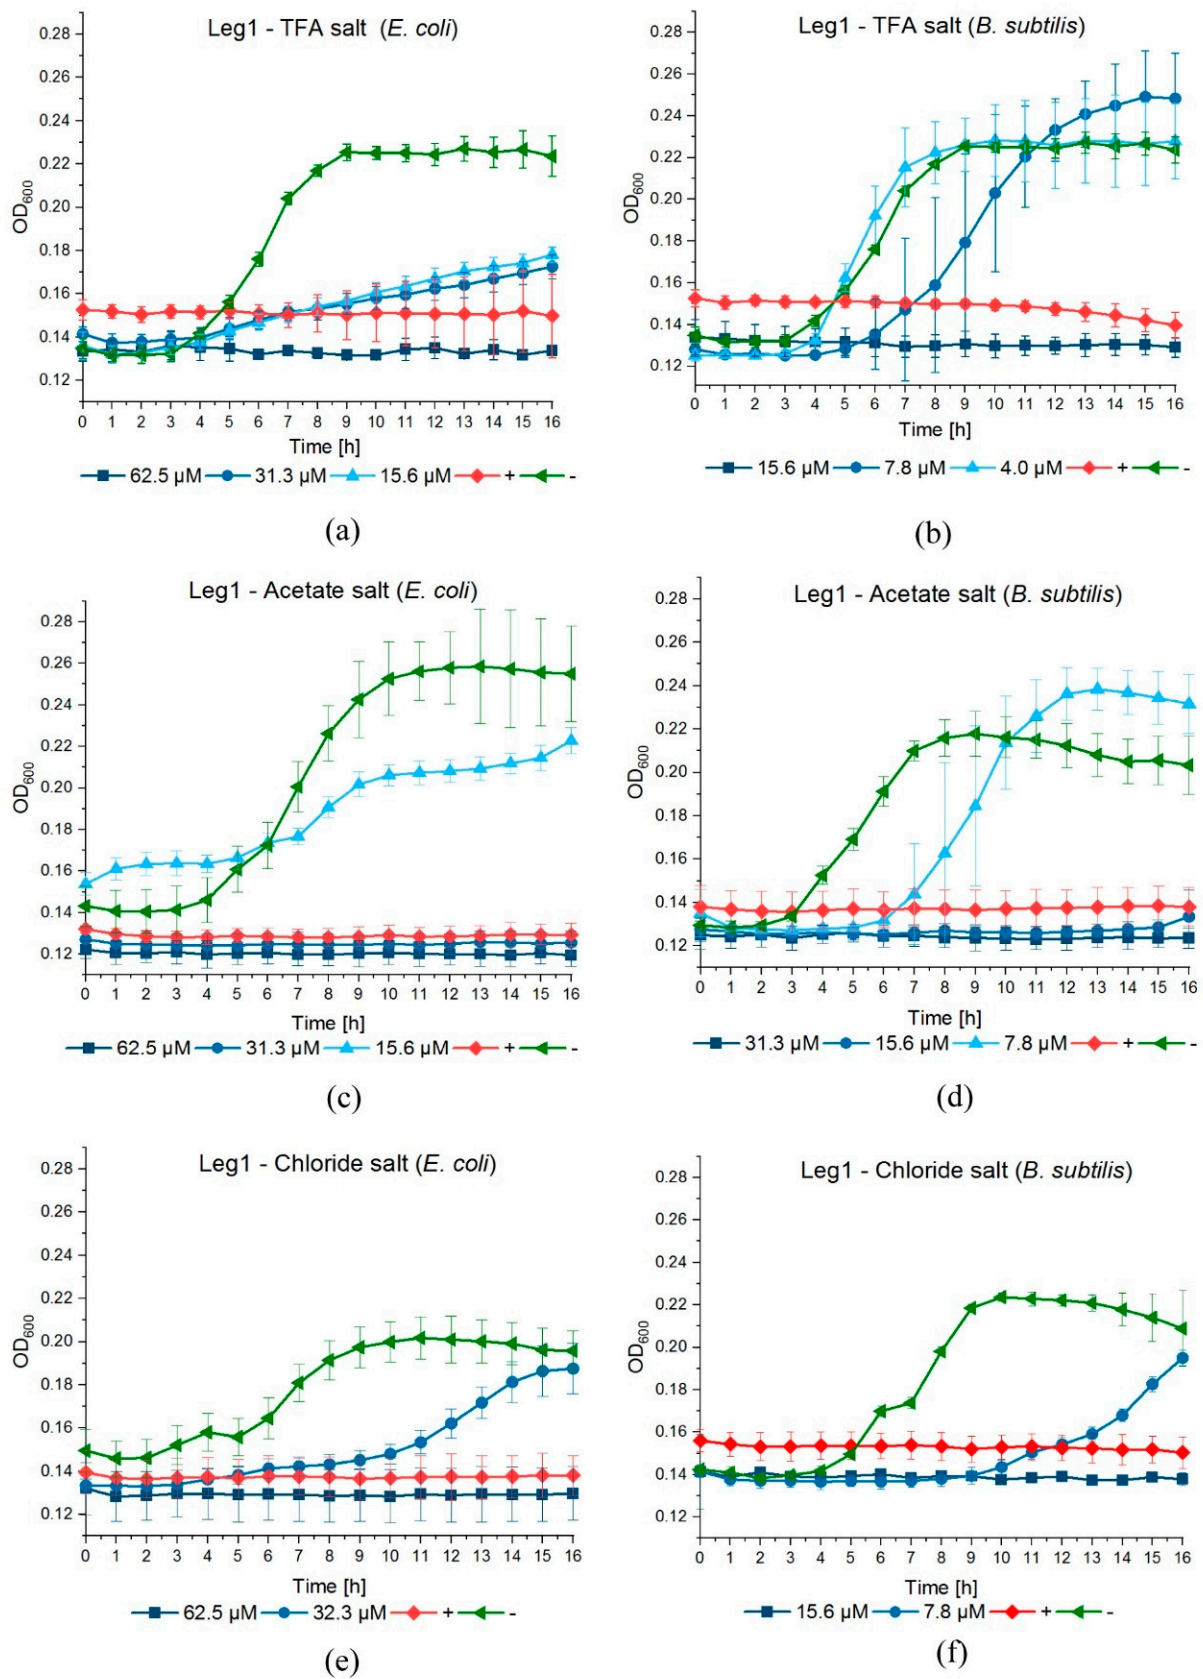 Leg1 - TFA salt (E. coli)
0.28
0.26
0.24
0.22
0.20
0.18
0.16
0.14
0.12
OD600
0 1 2 3 4 5 6 7 8 9 10 11 12 13 14 15 16
Time [h]
62.5 µM 31.3 µM 15.6 µM + -
(a)
Leg1 - TFA salt (B. subtilis)
0.28
0.26
0.24
0.22
0.20
0.18
0.16
0.14
0.12
OD600
0 1 2 3 4 5 6 7 8 9 10 11 12 13 14 15 16
Time [h]
15.6 µM 7.8 µM 4.0 µM + -
(b)
Leg1 - Acetate salt (E. coli)
0.28
0.26
0.24
0.22
0.20
0.18
0.16
0.14
0.12
OD600
0 1 2 3 4 5 6 7 8 9 10 11 12 13 14 15 16
Time [h]
62.5 µM 31.3 µM 15.6 µM + -
(c)
Leg1 - Acetate salt (B. subtilis)
0.28
0.26
0.24
0.22
0.20
0.18
0.16
0.14
0.12
OD600
0 1 2 3 4 5 6 7 8 9 10 11 12 13 14 15 16
Time [h]
31.3 µM 15.6 µM 7.8 µM + -
(d)
Leg1 - Chloride salt (E. coli)
0.28
0.26
0.24
0.22
0.20
0.18
0.16
0.14
0.12
OD600
0 1 2 3 4 5 6 7 8 9 10 11 12 13 14 15 16
Time [h]
62.5 µM 32.3 µM + -
(e)
Leg1 - Chloride salt (B. subtilis)
0.28
0.26
0.24
0.22
0.20
0.18
0.16
0.14
0.12
OD600
0 1 2 3 4 5 6 7 8 9 10 11 12 13 14 15 16
Time [h]
15.6 µM 7.8 µM + -
(f)